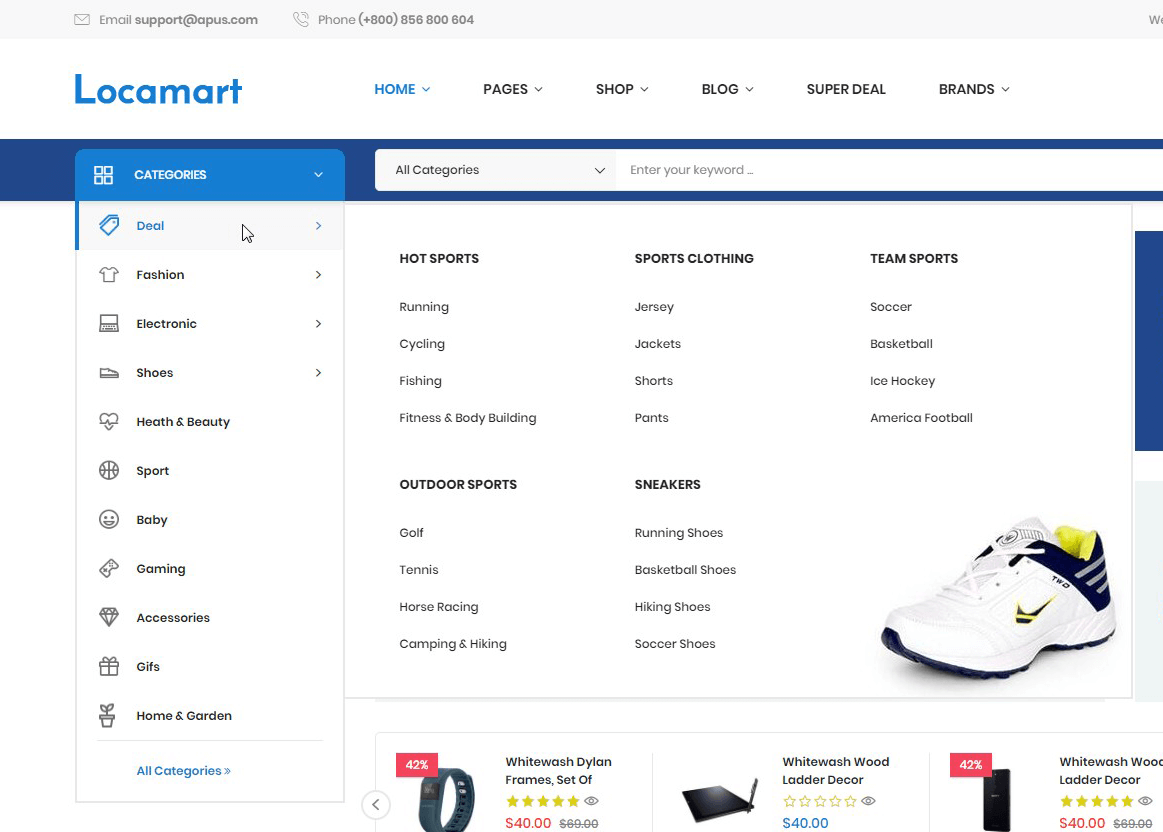 Email support@apus.com
Phone (+800) 856 800 604
We
Locamart
HOME
PAGES
SHOP
BLOG
SUPER DEAL
BRANDS
CATEGORIES
All Categories
Enter your keyword ...
Deal
Fashion
Electronic
Shoes
Heath & Beauty
Sport
Baby
Gaming
Accessories
Gifs
Home & Garden
All Categories »
HOT SPORTS
Running
Cycling
Fishing
Fitness & Body Building
SPORTS CLOTHING
Jersey
Jackets
Shorts
Pants
TEAM SPORTS
Soccer
Basketball
Ice Hockey
America Football
OUTDOOR SPORTS
Golf
Tennis
Horse Racing
Camping & Hiking
SNEAKERS
Running Shoes
Basketball Shoes
Hiking Shoes
Soccer Shoes
TWD
42%
Whitewash Dylan
Frames, Set Of
$40.00 $69.00
Whitewash Wood
Ladder Decor
$40.00
42%
Whitewash Wood
Ladder Decor
$40.00 $69.00